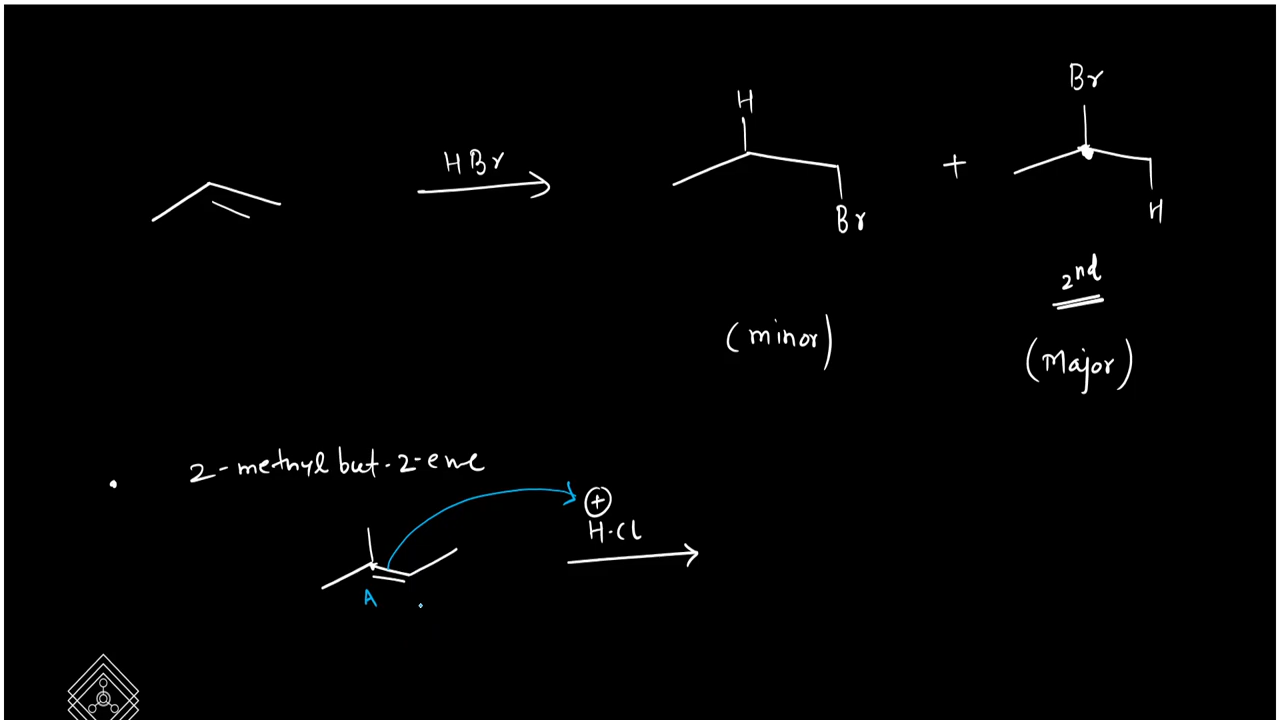 Br
H
HBr
+
Br
H
2nd
(minor)
(Major)
2-methyl but-2-ene
+
H-Cl
A